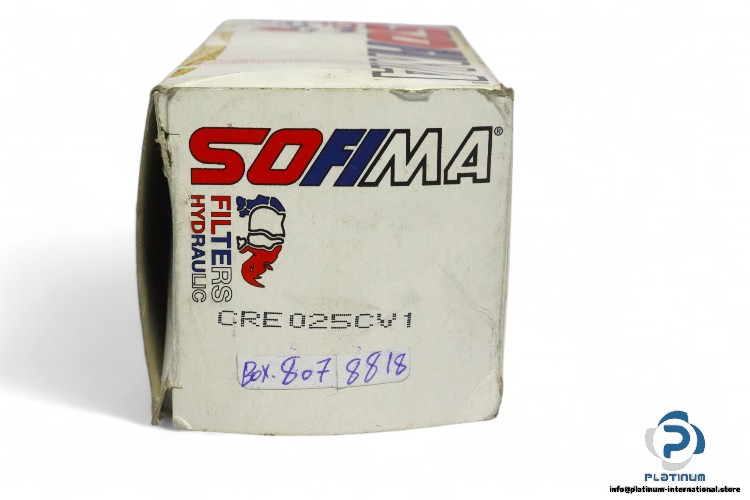 SOFIMA®
FILTERS
HYDRAULIC
CRE025CV1
Box. 807 8818
PLATINUM
info@platinum-international.store